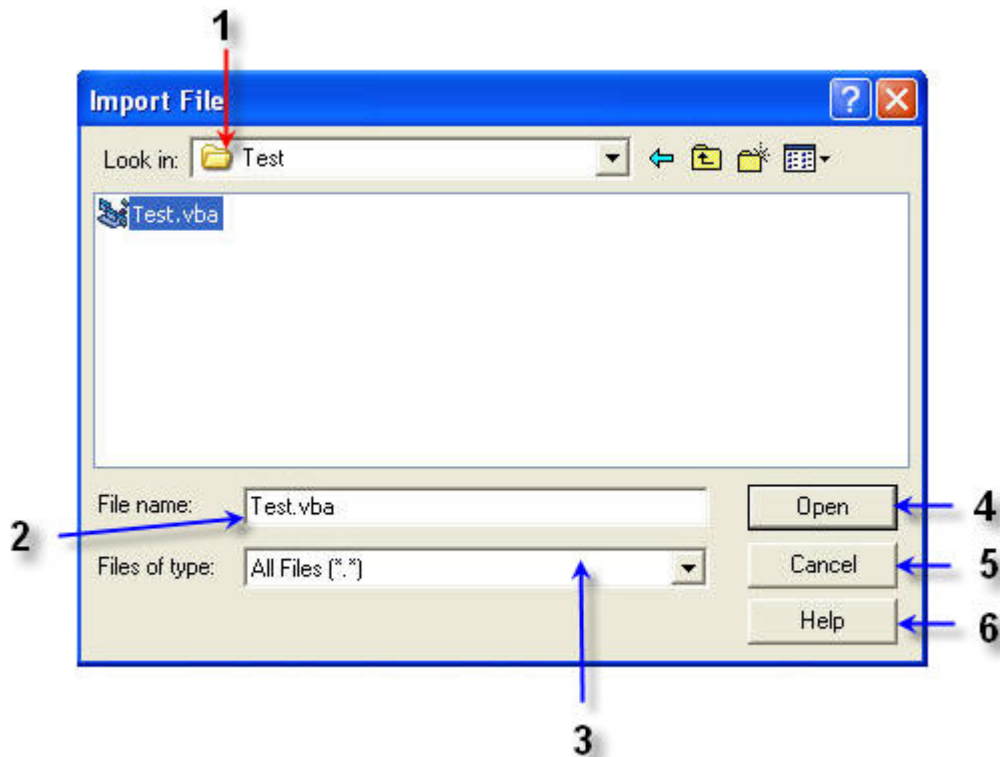 1
Import File
Look in: Test
Test.vba
File name: Test.vba
Open
4
2
Files of type: All Files (*.*)
Cancel
5
Help
6
3